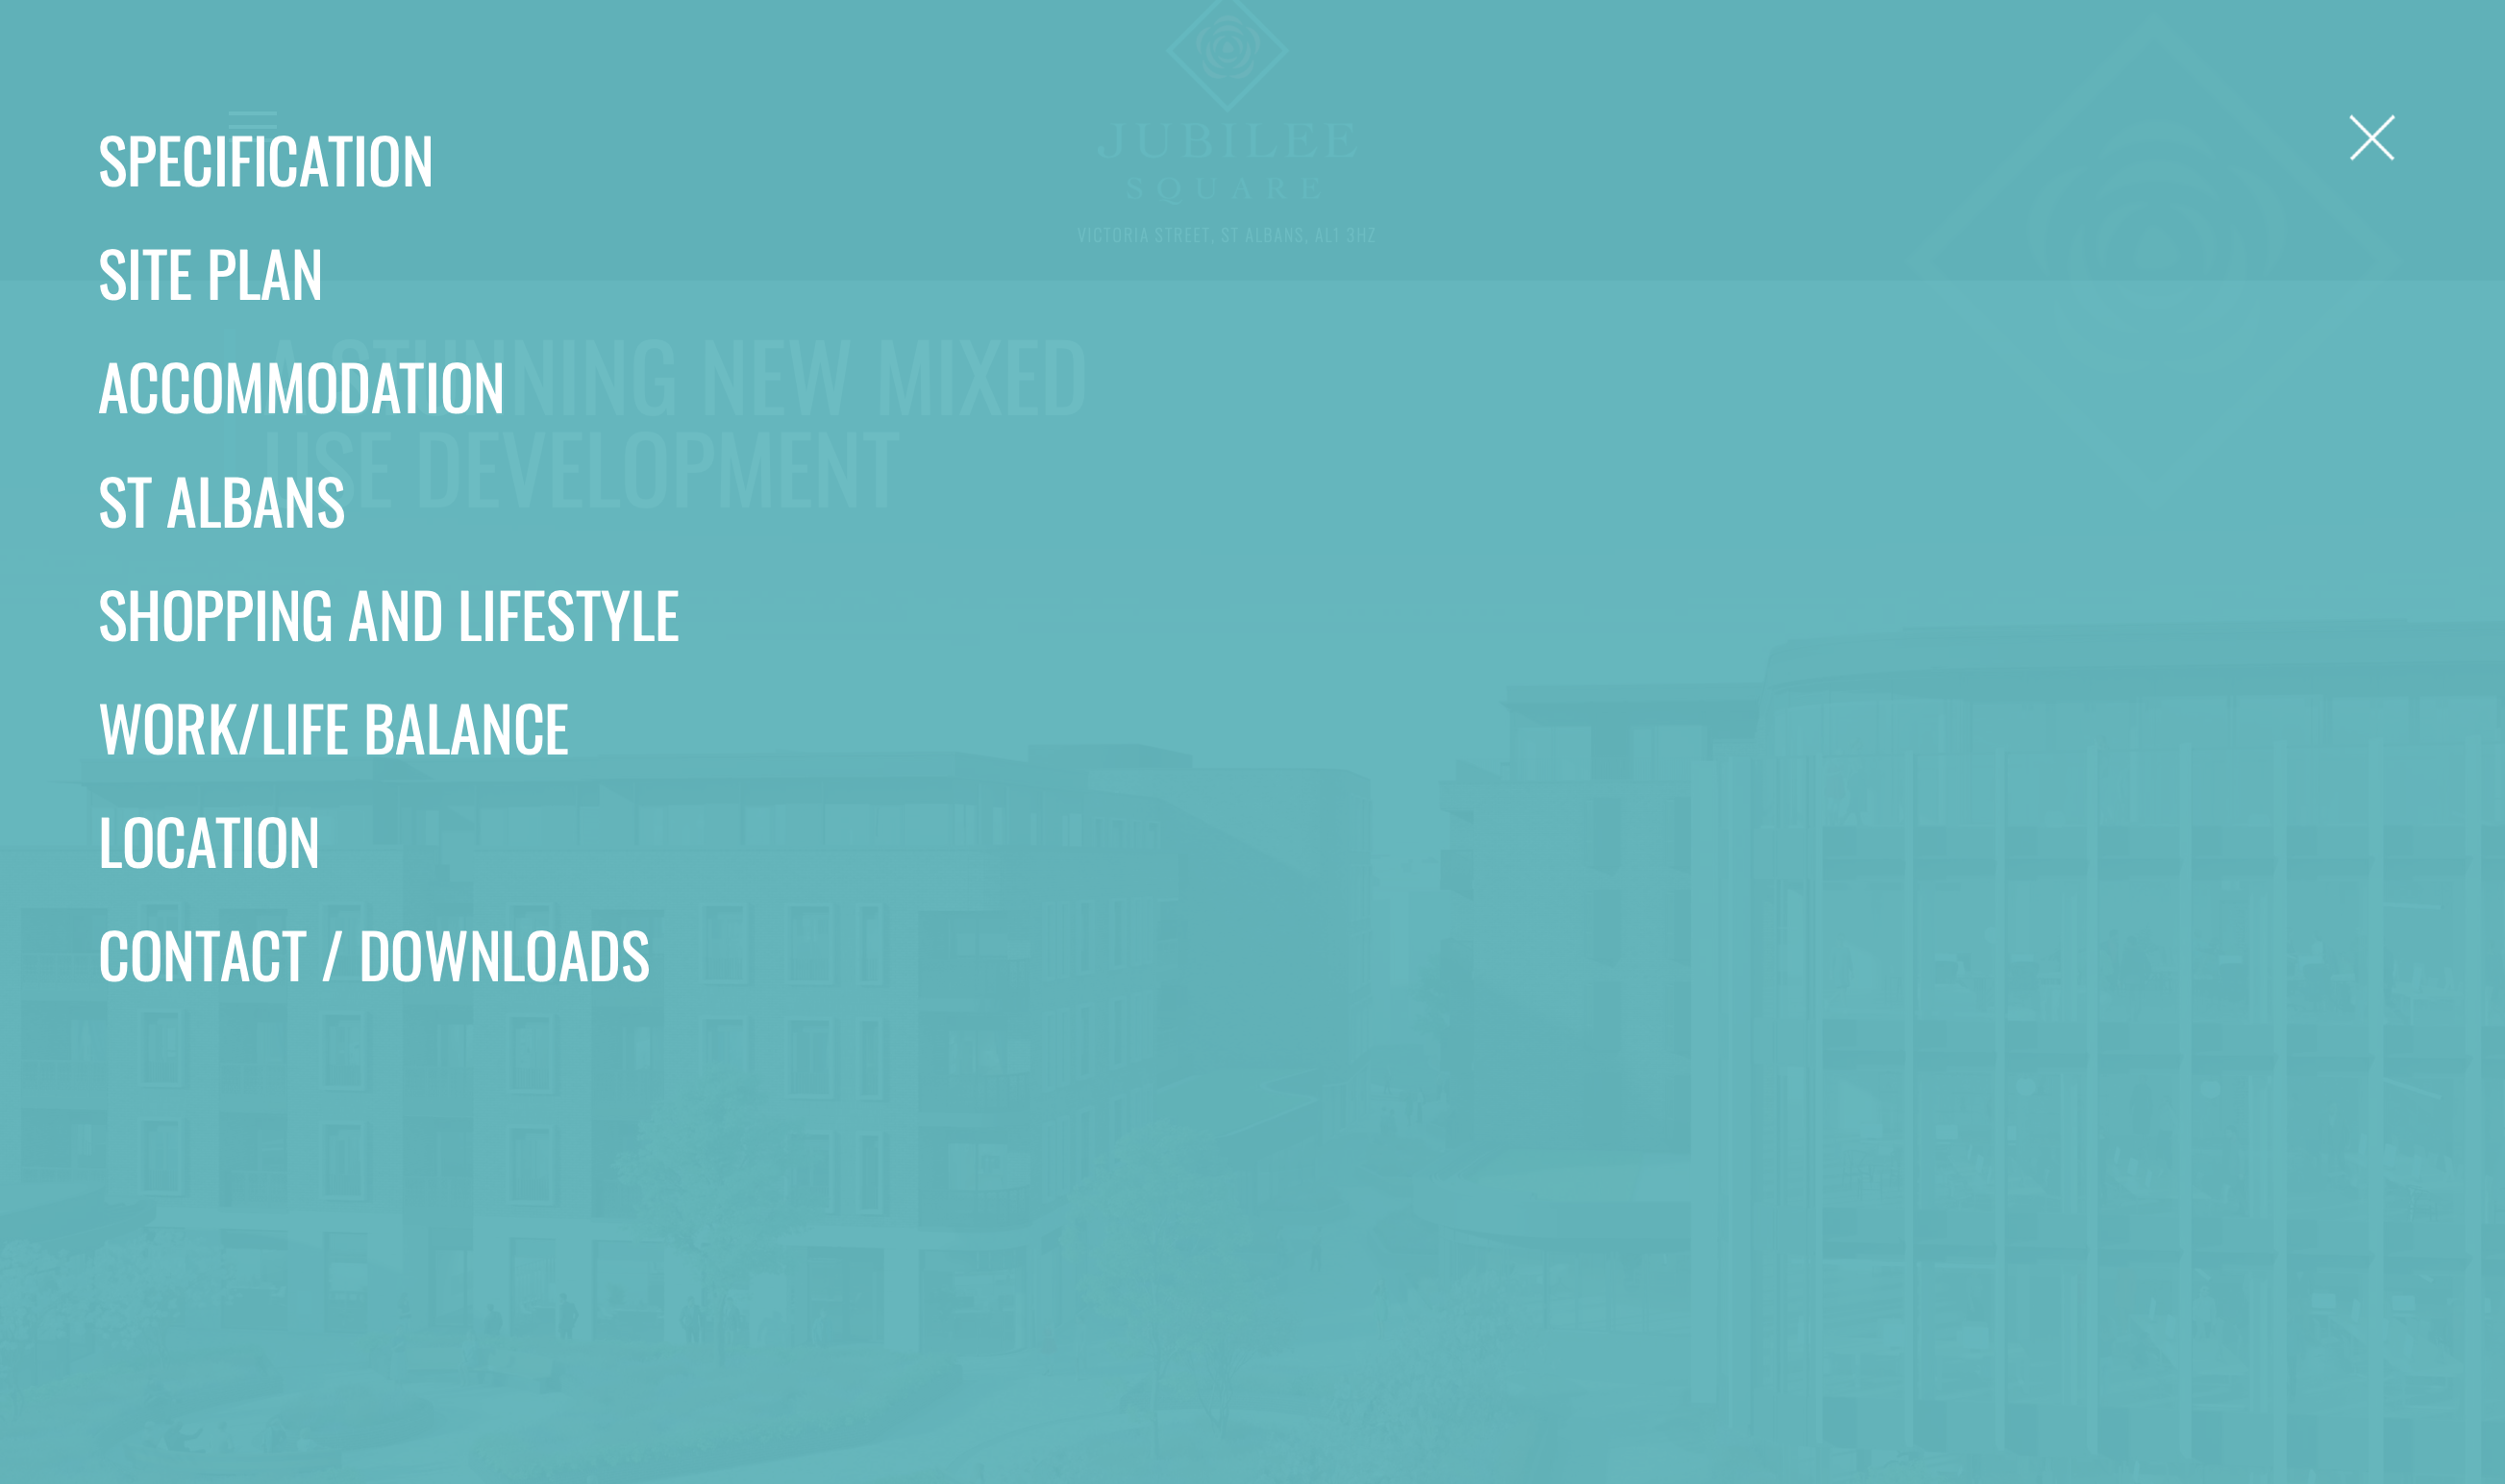 JUBILEE
SQUARE
VICTORIA STREET, ST ALBANS, AL1 3HZ
SPECIFICATION
SITE PLAN
A STUNNING NEW MIXED
USE DEVELOPMENT
ACCOMMODATION
ST ALBANS
SHOPPING AND LIFESTYLE
WORK/LIFE BALANCE
LOCATION
CONTACT / DOWNLOADS